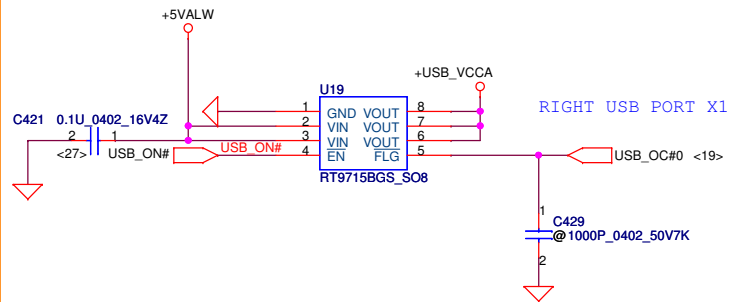 +5VALW
+USB_VCCA
U19
RIGHT USB PORT X1
C421 0.1U_0402_16V4Z
1 GND VOUT 8
2 VIN VOUT 7
3 VIN VOUT 6
4 EN FLG 5
2 1
<27> USB_ON# USB_ON#
USB_OC#0 <19>
RT9715BGS_SO8
1
C429
@1000P_0402_50V7K
2